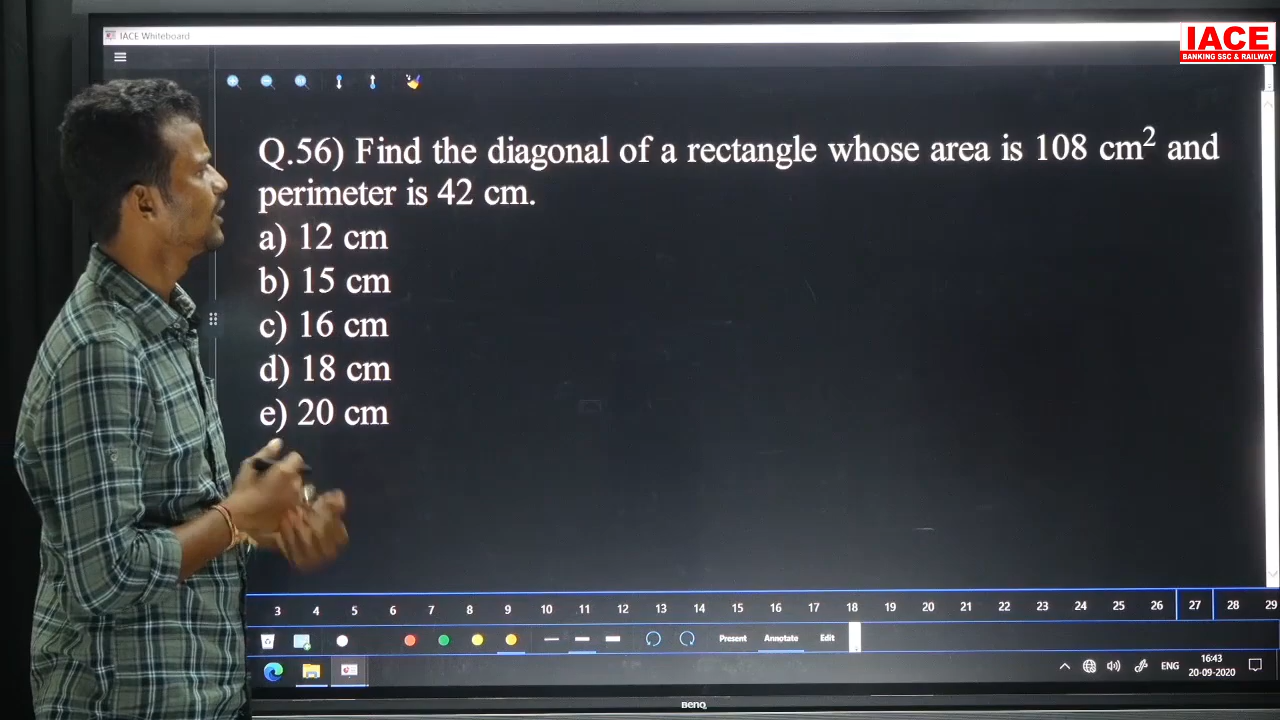 IACE Whiteboard
IACE
BANKING SSC & RAILWAY
Q.56) Find the diagonal of a rectangle whose area is 108 cm² and
perimeter is 42 cm.
a) 12 cm
b) 15 cm
c) 16 cm
d) 18 cm
e) 20 cm
3 4 5 6 7 8 9 10 11 12 13 14 15 16 17 18 19 20 21 22 23 24 25 26 27 28 29
Present Annotate Edit
ENG
16:43
20-09-2020
BenQ